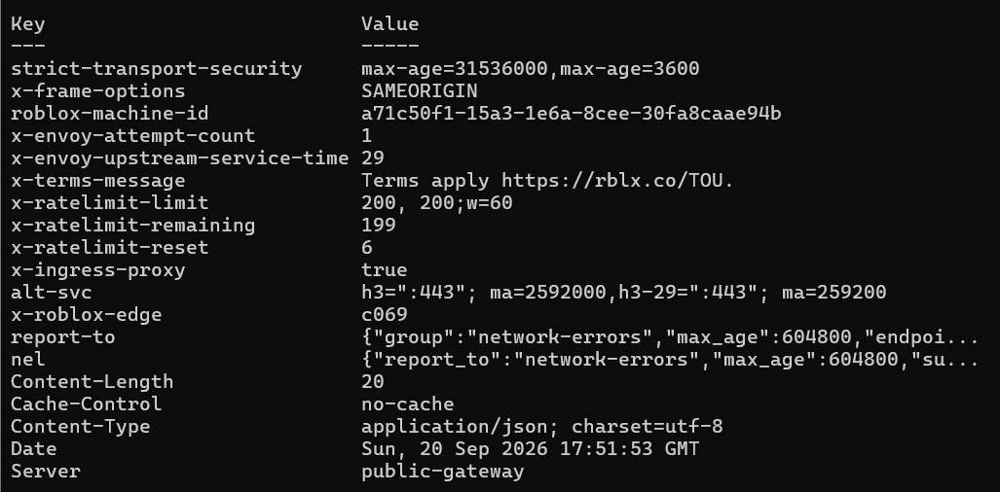 Key Value
--- -----
strict-transport-security max-age=31536000,max-age=3600
x-frame-options SAMEORIGIN
roblox-machine-id a71c50f1-15a3-1e6a-8cee-30fa8caae94b
x-envoy-attempt-count 1
x-envoy-upstream-service-time 29
x-terms-message Terms apply https://rblx.co/TOU.
x-ratelimit-limit 200, 200;w=60
x-ratelimit-remaining 199
x-ratelimit-reset 6
x-ingress-proxy true
alt-svc h3=":443"; ma=2592000,h3-29=":443"; ma=259200
x-roblox-edge c069
report-to {"group":"network-errors","max_age":604800,"endpoi...
nel {"report_to":"network-errors","max_age":604800,"su...
Content-Length 20
Cache-Control no-cache
Content-Type application/json; charset=utf-8
Date Sun, 20 Sep 2026 17:51:53 GMT
Server public-gateway